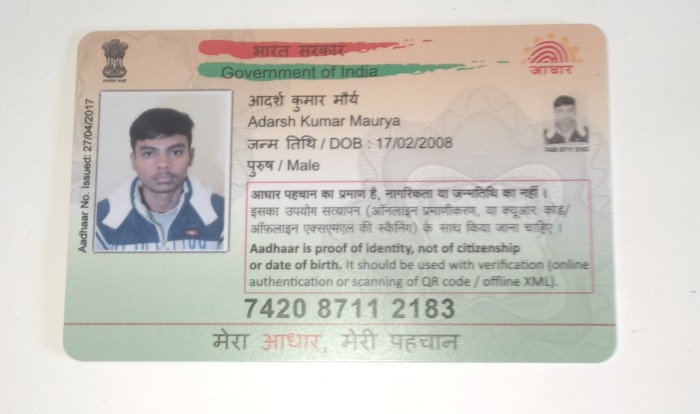 भारत सरकार
Government of India
आधार
Aadhaar No. Issued: 27/04/2017
आदर्श कुमार मौर्य
Adarsh Kumar Maurya
जन्म तिथि / DOB : 17/02/2008
पुरुष / Male
7420 8711 2183
आधार पहचान का प्रमाण है, नागरिकता या जन्मतिथि का नहीं ।
इसका उपयोग सत्यापन (ऑनलाइन प्रमाणीकरण, या क्यूआर कोड/
ऑफ़लाइन एक्सएमएल की स्कैनिंग) के साथ किया जाना चाहिए ।
Aadhaar is proof of identity, not of citizenship
or date of birth. It should be used with verification (online
authentication or scanning of QR code / offline XML).
7420 8711 2183
मेरा आधार, मेरी पहचान